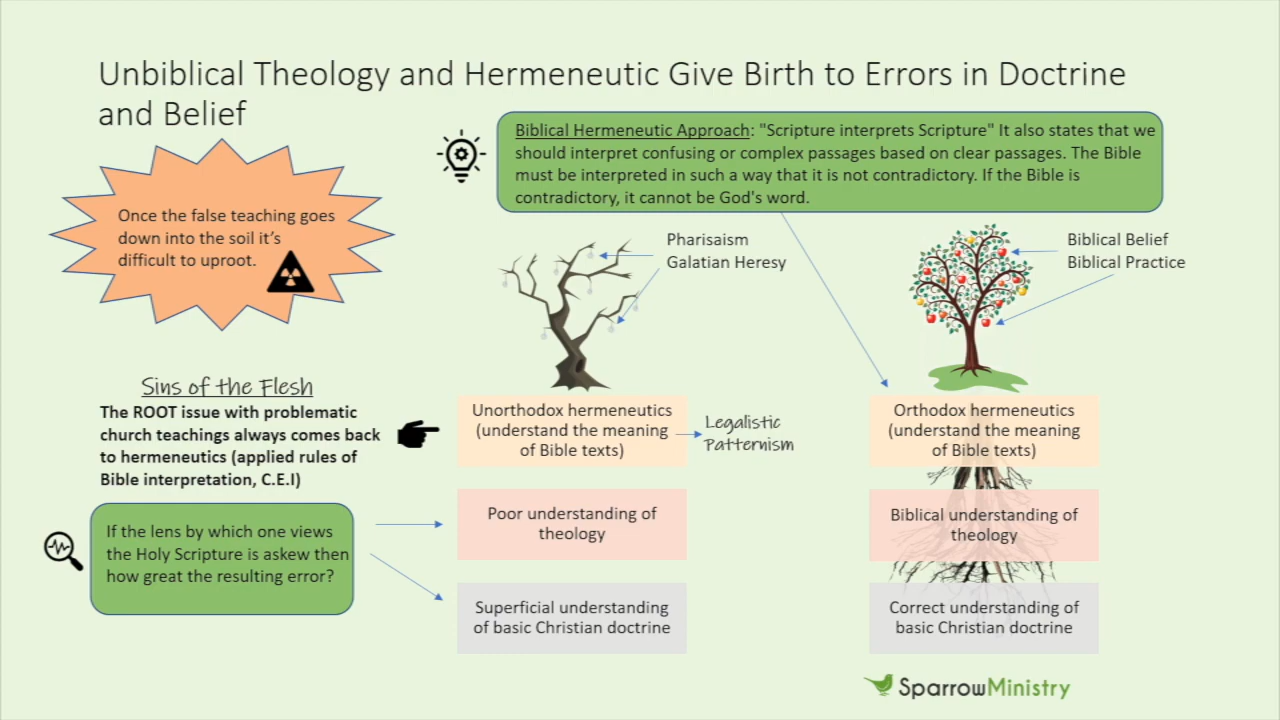 Unbiblical Theology and Hermeneutic Give Birth to Errors in Doctrine
and Belief
Biblical Hermeneutic Approach: "Scripture interprets Scripture" It also states that we
should interpret confusing or complex passages based on clear passages. The Bible
must be interpreted in such a way that it is not contradictory. If the Bible is
contradictory, it cannot be God's word.
Once the false teaching goes
down into the soil it's
difficult to uproot.
Pharisaism
Galatian Heresy
Biblical Belief
Biblical Practice
Sins of the Flesh
The ROOT issue with problematic
church teachings always comes back
to hermeneutics (applied rules of
Bible interpretation, C.E.I)
Unorthodox hermeneutics
(understand the meaning
of Bible texts)
Legalistic
Patternism
Orthodox hermeneutics
(understand the meaning
of Bible texts)
If the lens by which one views
the Holy Scripture is askew then
how great the resulting error?
Poor understanding of
theology
Biblical understanding of
theology
Superficial understanding
of basic Christian doctrine
Correct understanding of
basic Christian doctrine
SparrowMinistry